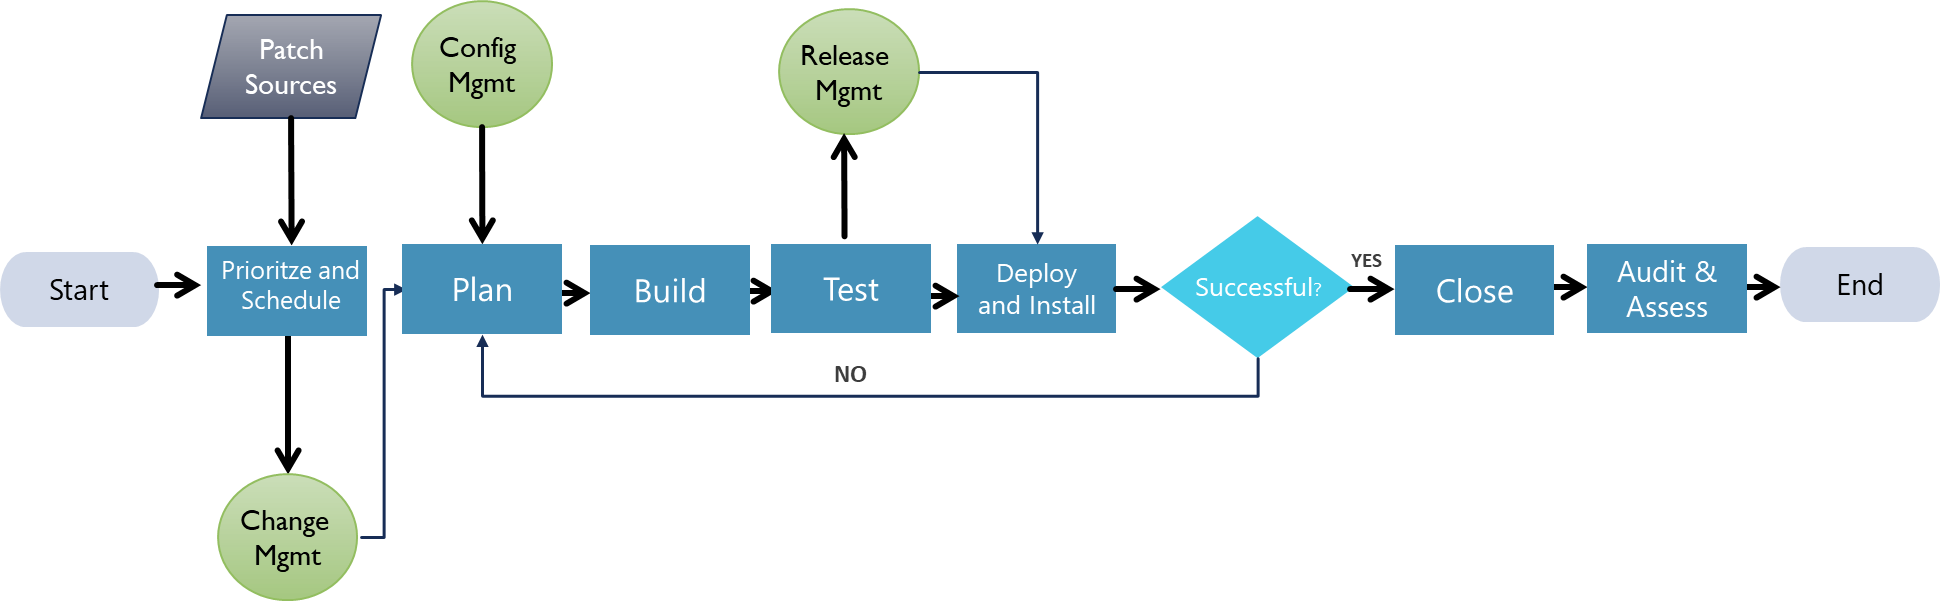 Patch
Sources
Config
Mgmt
Release
Mgmt
Start
Prioritze and
Schedule
Plan
Build
Test
Deploy
and Install
Successful?
YES
Close
Audit &
Assess
End
NO
Change
Mgmt